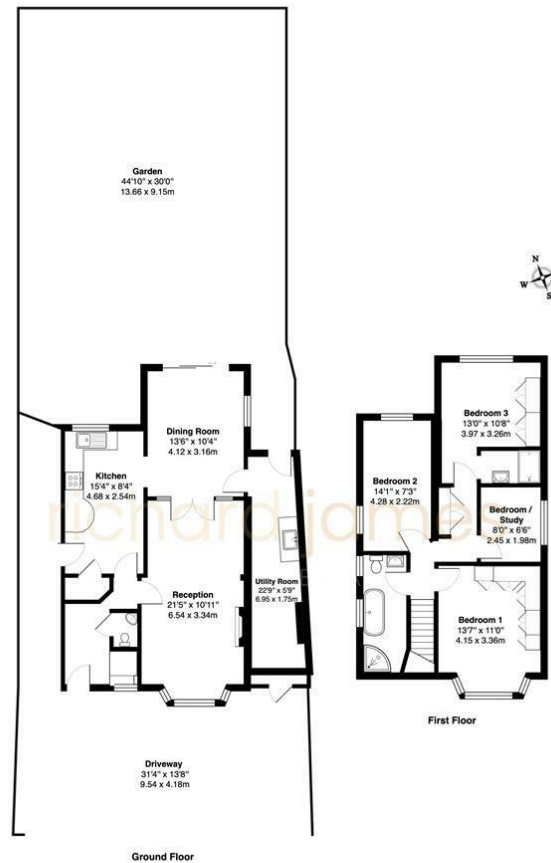 Garden
44'10" x 30'0"
13.66 x 9.15m
N
W
S
Dining Room
13'6" x 10'4"
4.12 x 3.16m
Kitchen
15'4" x 8'4"
4.68 x 2.54m
Reception
21'5" x 10'11"
6.54 x 3.34m
Utility Room
22'9" x 5'9"
6.95 x 1.75m
Driveway
31'4" x 13'8"
9.54 x 4.18m
Ground Floor
Bedroom 3
13'0" x 10'8"
3.97 x 3.26m
Bedroom 2
14'1" x 7'3"
4.28 x 2.22m
Bedroom /
Study
8'0" x 6'6"
2.45 x 1.98m
Bedroom 1
13'7" x 11'0"
4.15 x 3.36m
First Floor
richard james